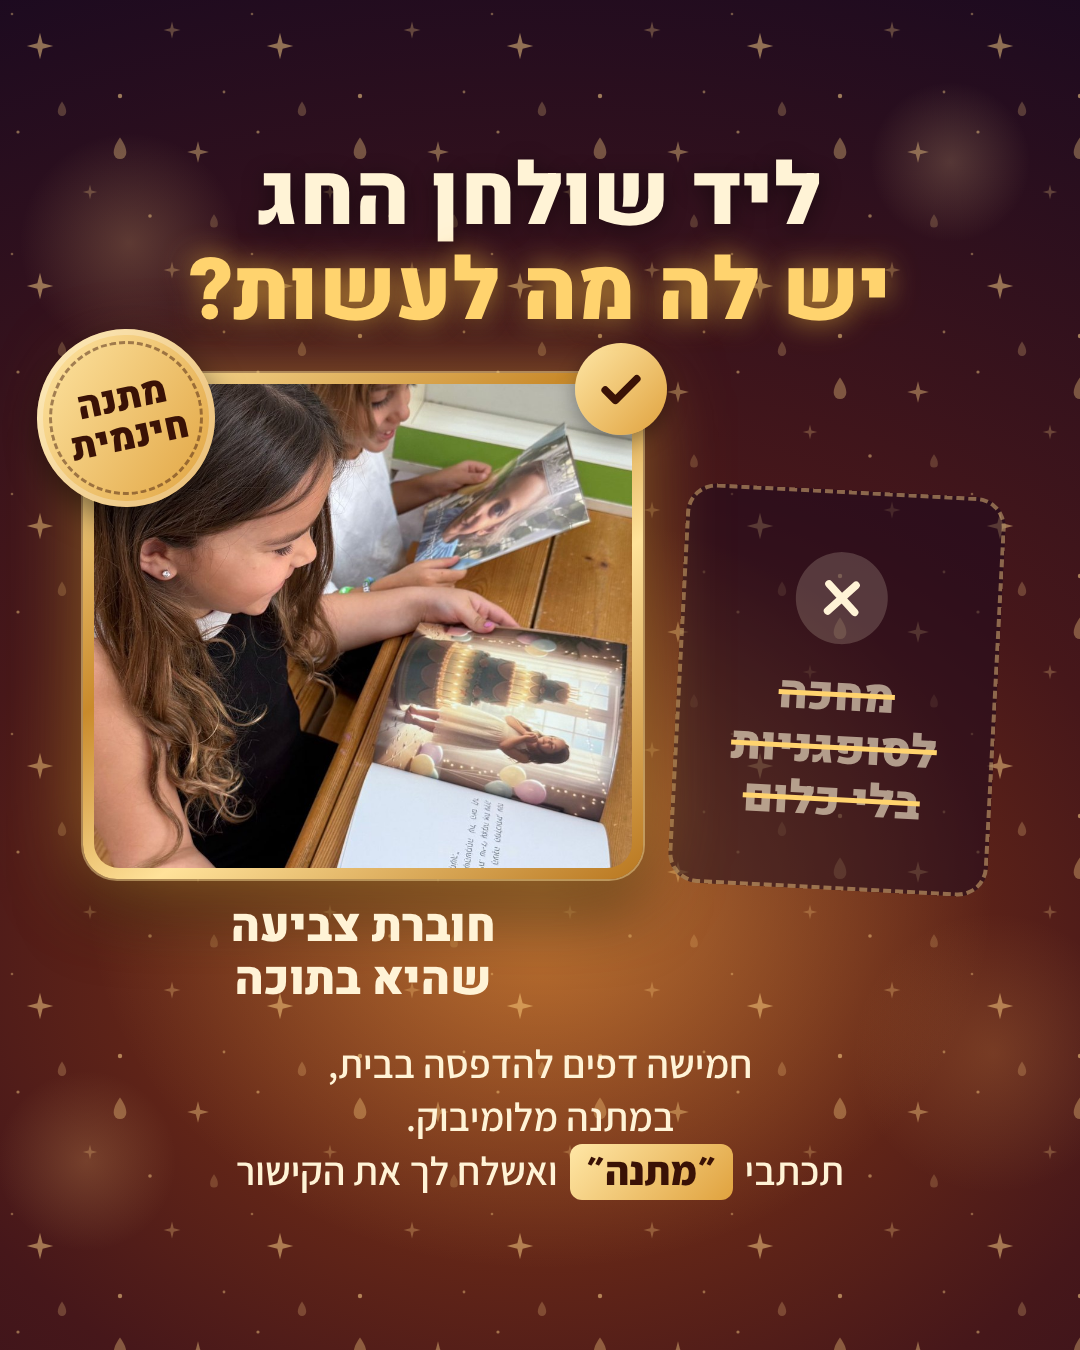 ליד שולחן החג
יש לה מה לעשות?
מתנה
חינמית
מחכה
לסופגניות
בלי כלום
חוברת צביעה
שהיא בתוכה
חמישה דפים להדפסה בבית,
במתנה מלומיבוק.
תכתבי ״מתנה״ ואשלח לך את הקישור